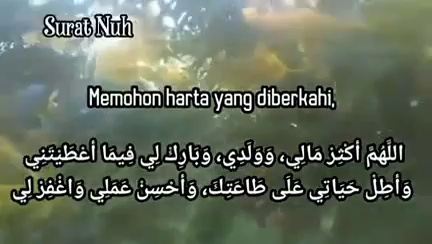 Surat Nuh
Memohon harta yang diberkahi,
اللَّهُمَّ أَكْثِرْ مَالِي، وَوَلَدِي، وَبَارِكْ لِي فِيمَا أَعْطَيْتَنِي
وَأَطِلْ حَيَاتِي عَلَى طَاعَتِكَ، وَأَحْسِنْ عَمَلِي وَاغْفِرْ لِي